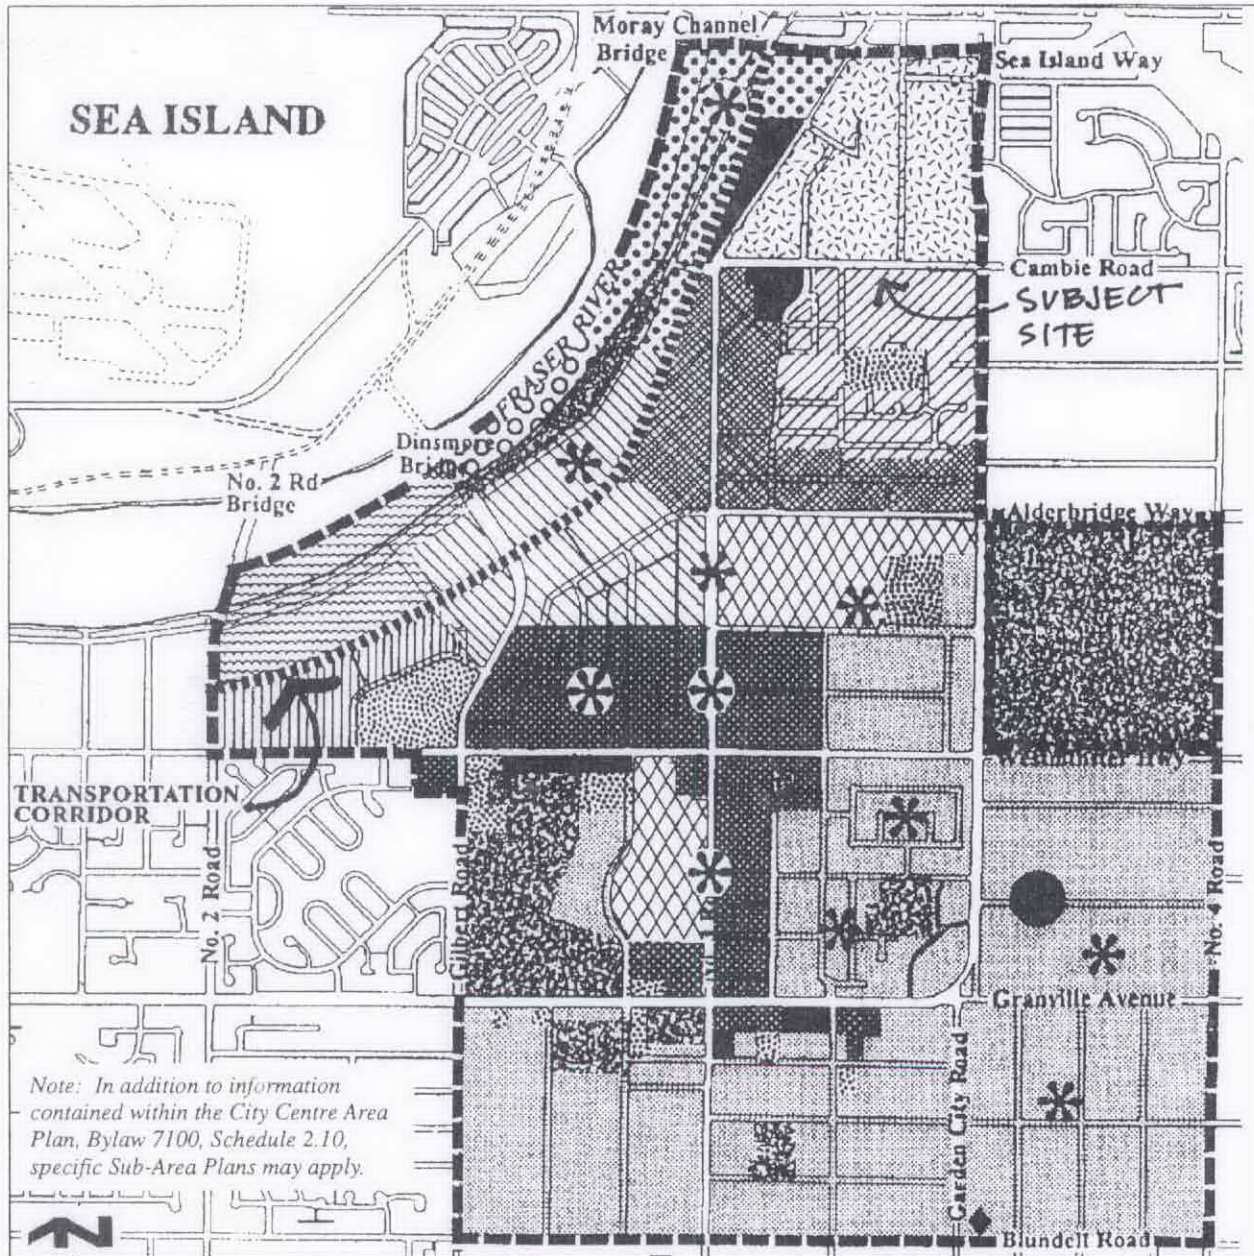 Moray Channel
Bridge
Sea Island Way
SEA ISLAND
Cambie Road
SUBJECT
SITE
FRASER RIVER
Dinsmore
Bridge
No. 2 Rd
Bridge
Alderbridge Way
Westminster Hwy
TRANSPORTATION
CORRIDOR
No. 2 Road
Gilbert Road
No. 4 Road
Granville Avenue
Garden City Road
Note: In addition to information
contained within the City Centre Area
Plan, Bylaw 7100, Schedule 2.10,
specific Sub-Area Plans may apply.
N
Blundell Road